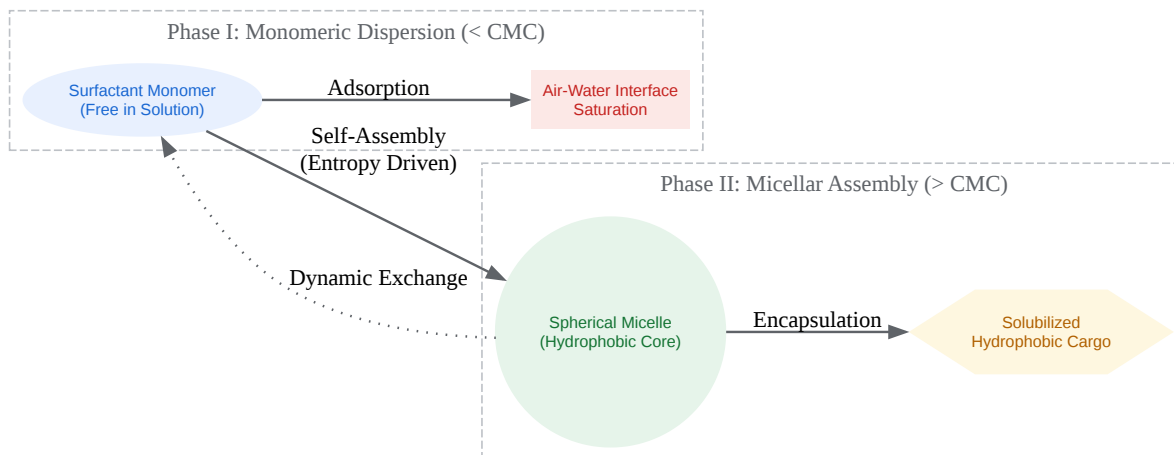 Phase I: Monomeric Dispersion (< CMC)
Surfactant Monomer
(Free in Solution)
Adsorption
Air-Water Interface
Saturation
Self-Assembly
(Entropy Driven)
Phase II: Micellar Assembly (> CMC)
Dynamic Exchange
Spherical Micelle
(Hydrophobic Core)
Encapsulation
Solubilized
Hydrophobic Cargo